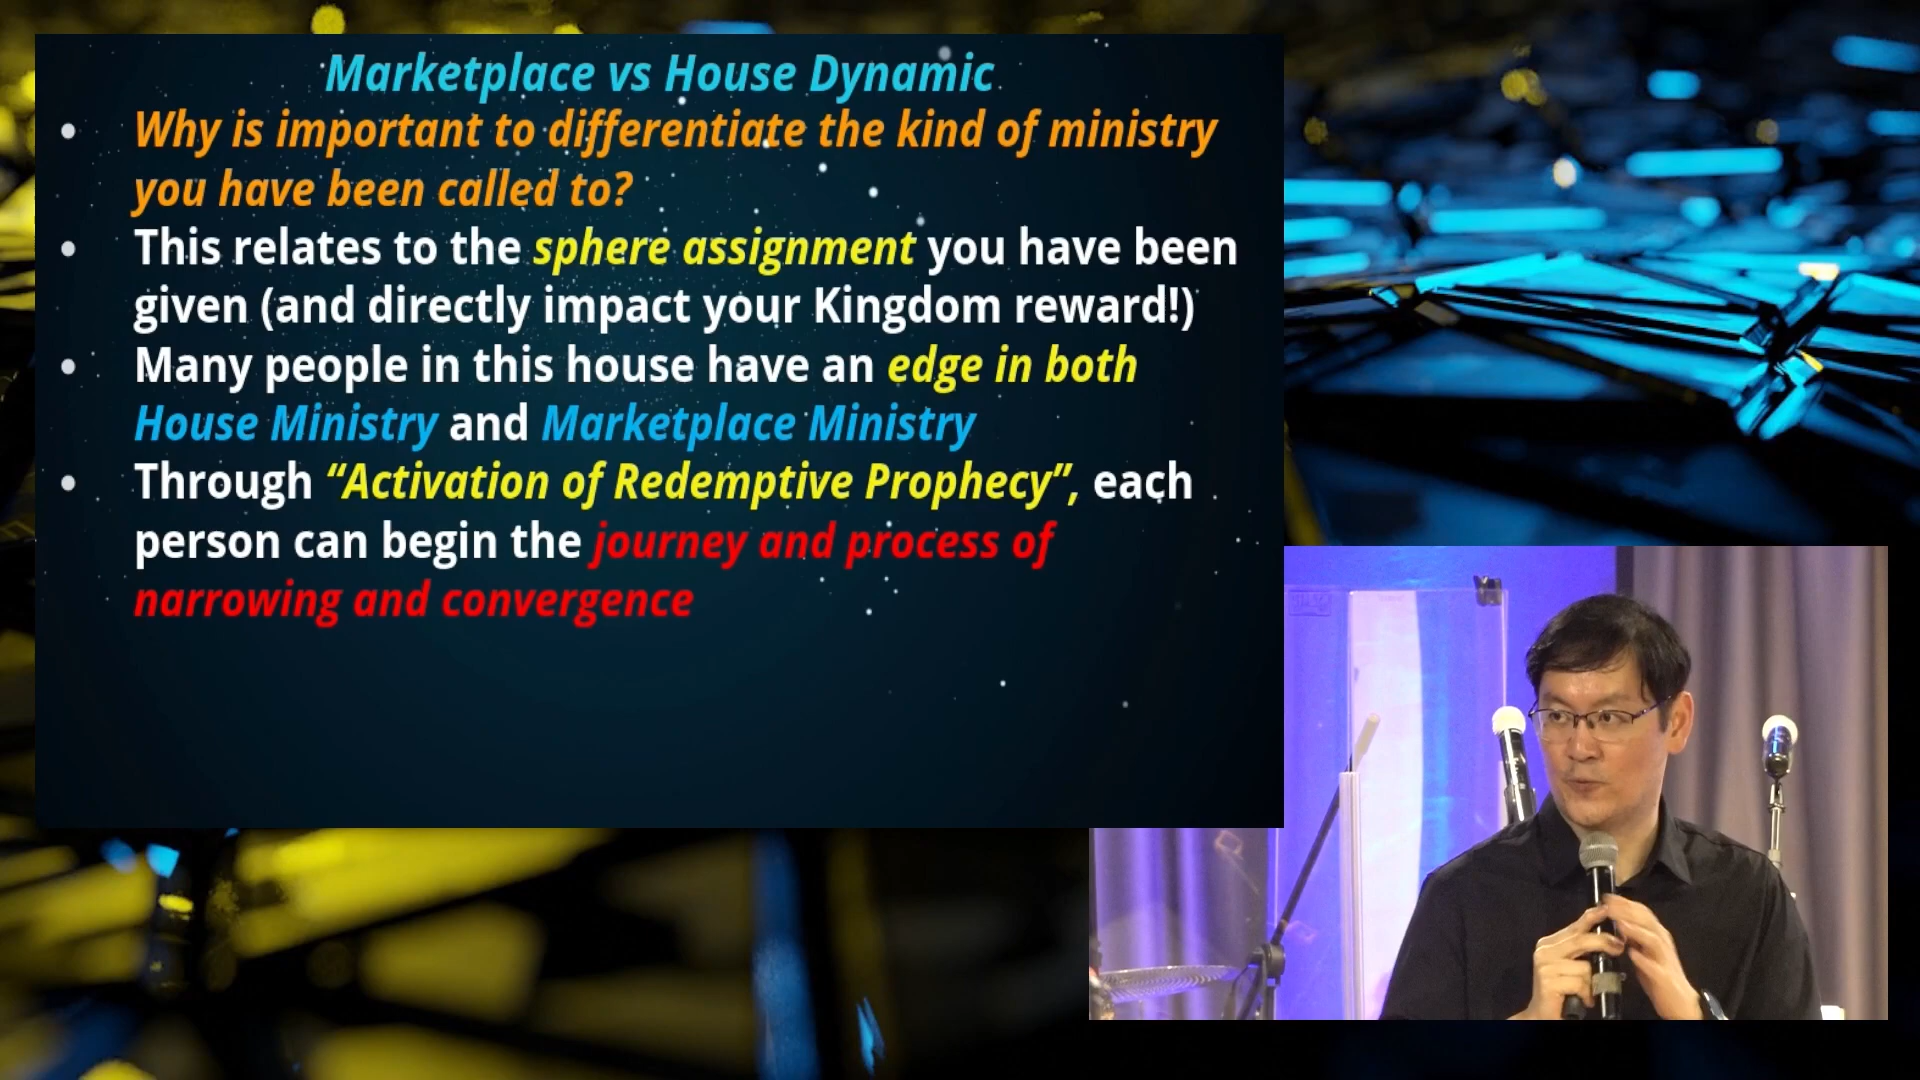 Marketplace vs House Dynamic
• Why is important to differentiate the kind of ministry
you have been called to?
• This relates to the sphere assignment you have been
given (and directly impact your Kingdom reward!)
• Many people in this house have an edge in both
House Ministry and Marketplace Ministry
• Through “Activation of Redemptive Prophecy”, each
person can begin the journey and process of
narrowing and convergence